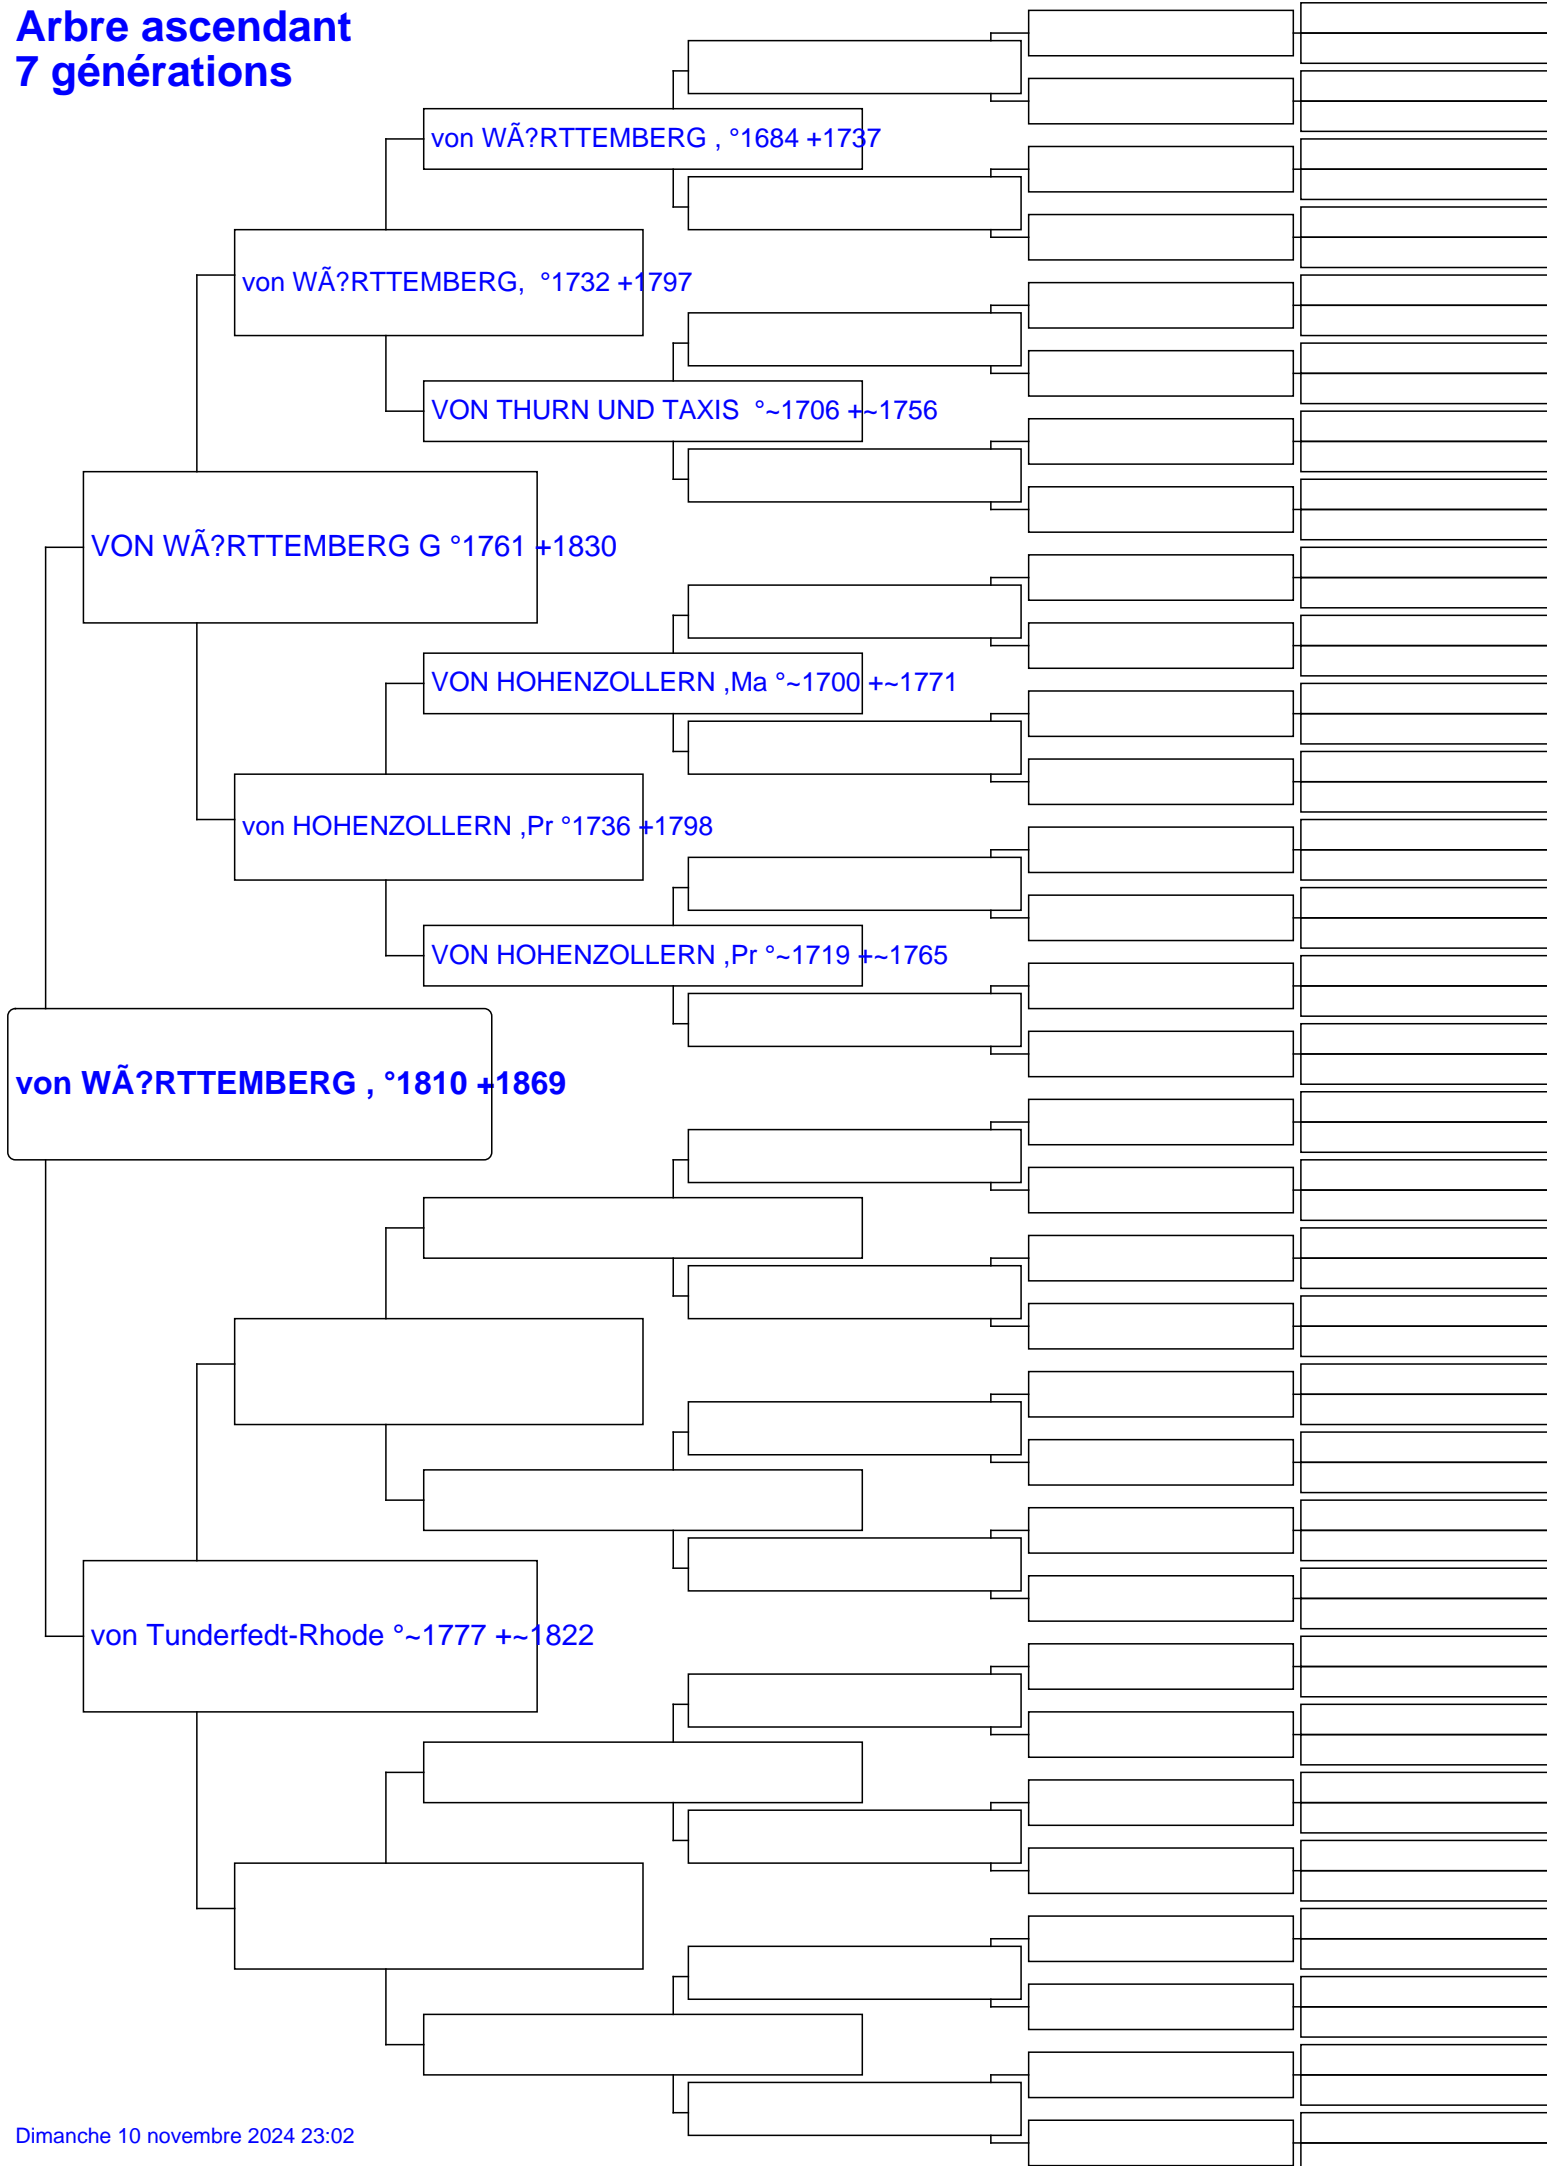 Arbre ascendant
7 générations
von WÃ?RTTEMBERG , °1684 +1737
von WÃ?RTTEMBERG,  °1732 +1797
VON THURN UND TAXIS  °~1706 +~1756
VON WÃ?RTTEMBERG G °1761 +1830
VON HOHENZOLLERN ,Ma °~1700 +~1771
von HOHENZOLLERN ,Pr °1736 +1798
VON HOHENZOLLERN ,Pr °~1719 +~1765
von WÃ?RTTEMBERG , °1810 +1869
von Tunderfedt-Rhode °~1777 +~1822
Dimanche 10 novembre 2024 23:02